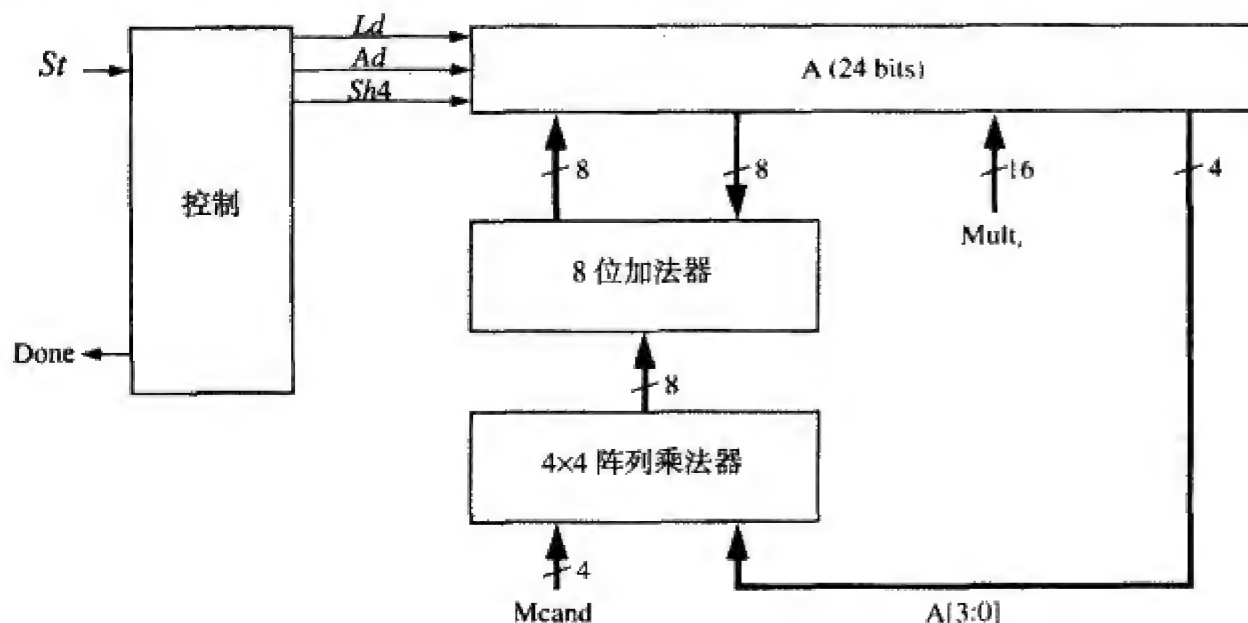 St
控制
Done
Ld
Ad
Sh4
A (24 bits)
8
8
16
4
Mult,
8 位加法器
8
4×4 阵列乘法器
4
Mcand
A[3:0]